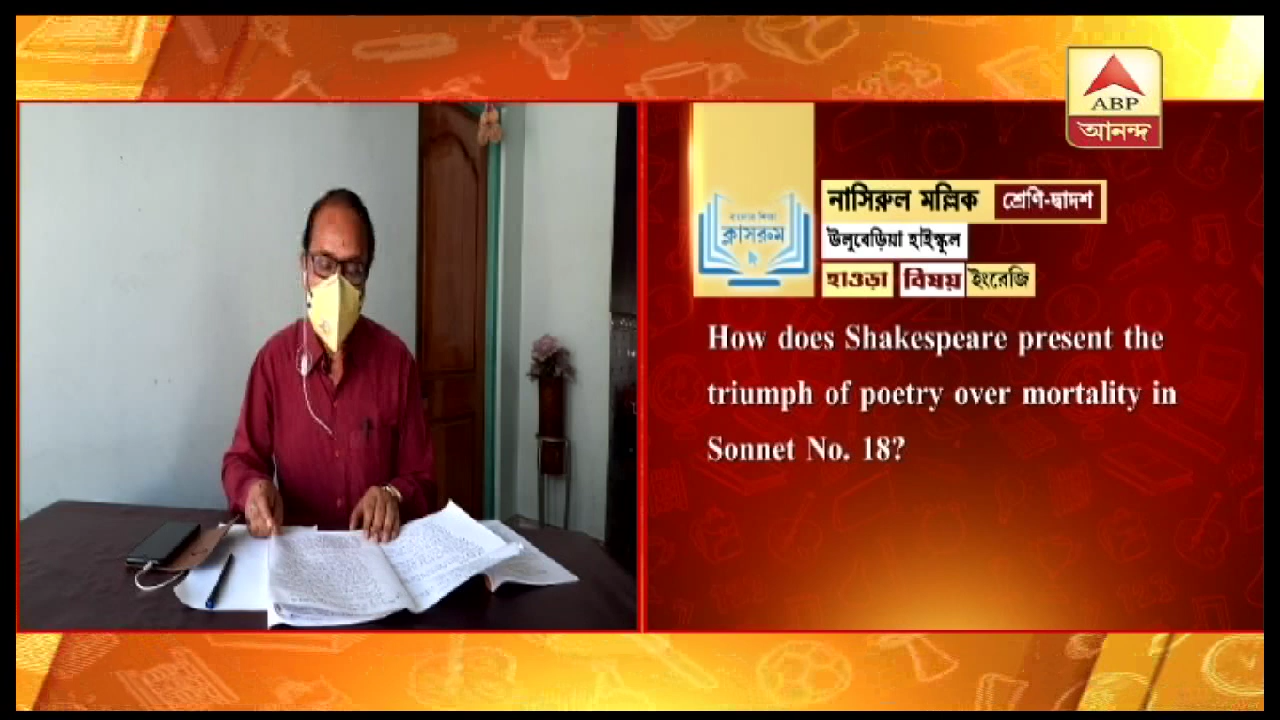 ABP
আনন্দ
বাংলার শিক্ষা
ক্লাসরুম
নাসিরুল মল্লিক শ্রেণি-দ্বাদশ
উলুবেড়িয়া হাইস্কুল
হাওড়া বিষয় ইংরেজি
How does Shakespeare present the
triumph of poetry over mortality in
Sonnet No. 18?